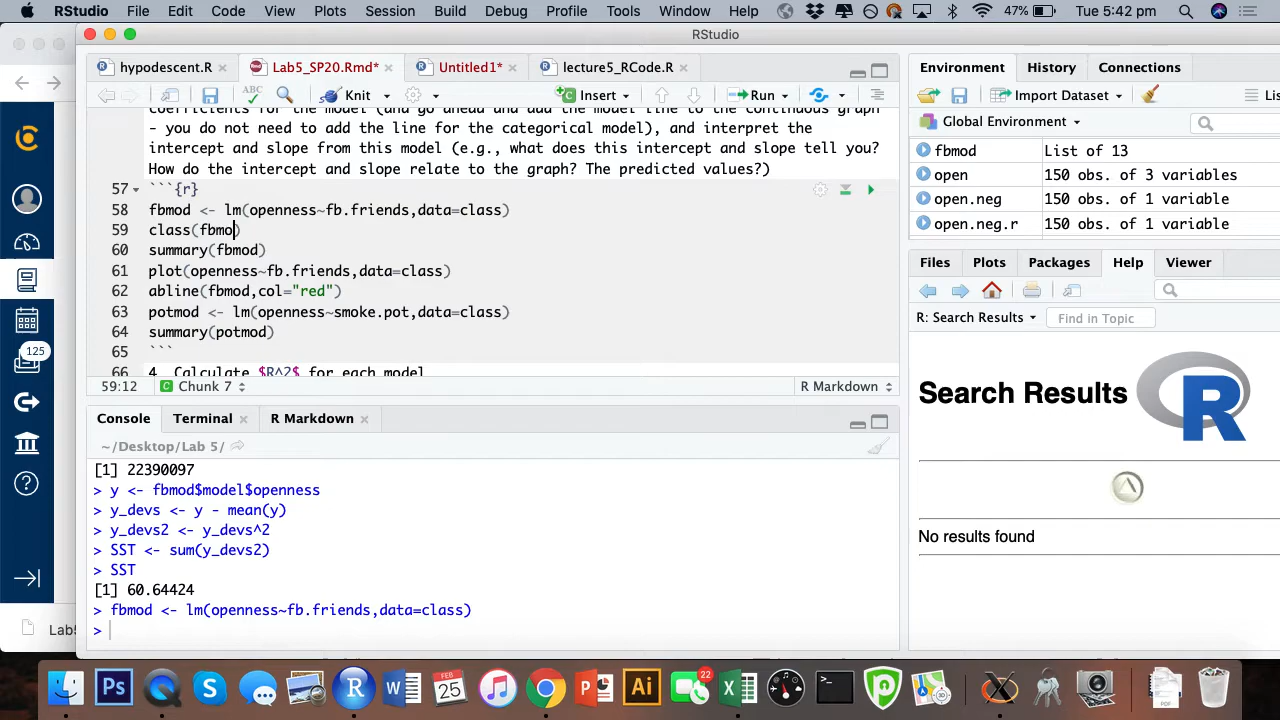 RStudio File Edit Code View Plots Session Build Debug Profile Tools Window Help 47% Tue 5:42 pm
RStudio
hypodescent.R Lab5_SP20.Rmd* Untitled1* lecture5_RCode.R
ABC Knit Insert Run
Coefficients of the model (and go ahead and add the model line to the continuous graph
- you do not need to add the line for the categorical model), and interpret the
intercept and slope from this model (e.g., what does this intercept and slope tell you?
How do the intercept and slope relate to the graph? The predicted values?)
57 ```{r}
58 fbmod <- lm(openness~fb.friends,data=class)
59 class(fbmo)
60 summary(fbmod)
61 plot(openness~fb.friends,data=class)
62 abline(fbmod,col="red")
63 potmod <- lm(openness~smoke.pot,data=class)
64 summary(potmod)
65 ```
66 4. Calculate $R^2$ for each model
59:12 C Chunk 7 R Markdown
Console Terminal R Markdown
~/Desktop/Lab 5/
[1] 22390097
> y <- fbmod$model$openness
> y_devs <- y - mean(y)
> y_devs2 <- y_devs^2
> SST <- sum(y_devs2)
> SST
[1] 60.64424
> fbmod <- lm(openness~fb.friends,data=class)
>
Environment History Connections
Import Dataset Lis
Global Environment
fbmod List of 13
open 150 obs. of 3 variables
open.neg 150 obs. of 1 variable
open.neg.r 150 obs. of 1 variable
Files Plots Packages Help Viewer
R: Search Results Find in Topic
Search Results R
No results found
125
Lab5
Ps S R W FEB 25 P Ai 22 X P PDF